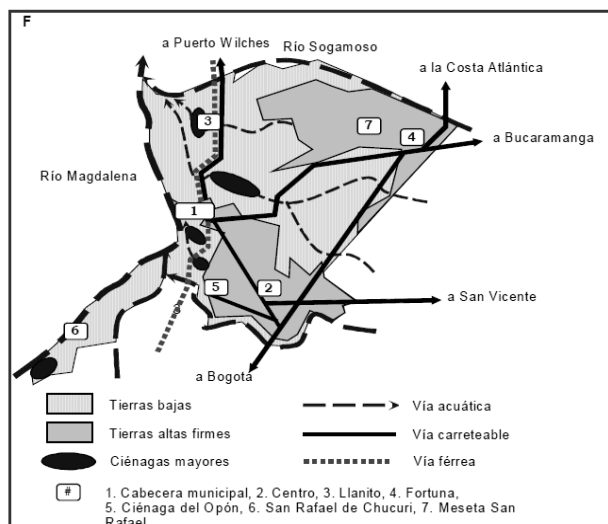 F
a Puerto Wilches
Río Sogamoso
a la Costa Atlántica
7
3
4
a Bucaramanga
Río Magdalena
1
5
2
a San Vicente
6
a Bogotá
Tierras bajas
Vía acuática
Tierras altas firmes
Vía carreteable
Ciénagas mayores
Vía férrea
#
1. Cabecera municipal, 2. Centro, 3. Llanito, 4. Fortuna,
5. Ciénaga del Opón, 6. San Rafael de Chucuri, 7. Meseta San
Rafael